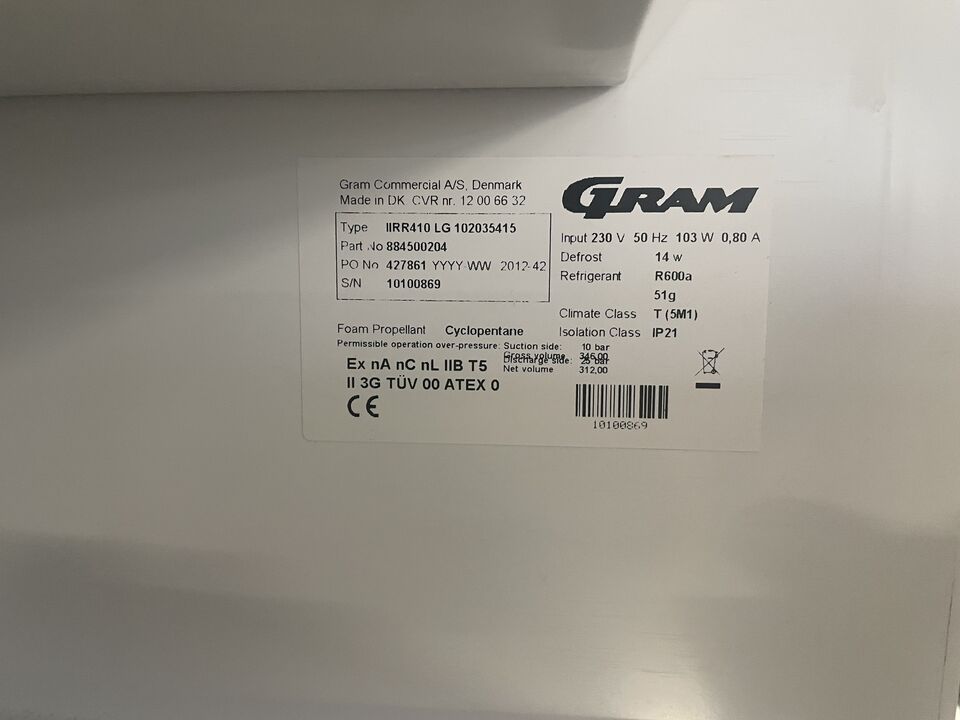 Gram Commercial A/S, Denmark
Made in DK CVR nr. 12 00 66 32
GRAM
Type IIRR410 LG 102035415
Part No 884500204
PO No 427861 YYYY-WW 2012-42
S/N 10100869
Input 230 V 50 Hz 103 W 0,80 A
Defrost 14 w
Refrigerant R600a
51g
Climate Class T (5M1)
Isolation Class IP21
Foam Propellant Cyclopentane
Permissible operation over-pressure: Suction side: 10 bar
Gross volume 346,00
Discharge side: 25 bar
Net volume 312,00
Ex nA nC nL IIB T5
II 3G TÜV 00 ATEX 0
CE
10100869